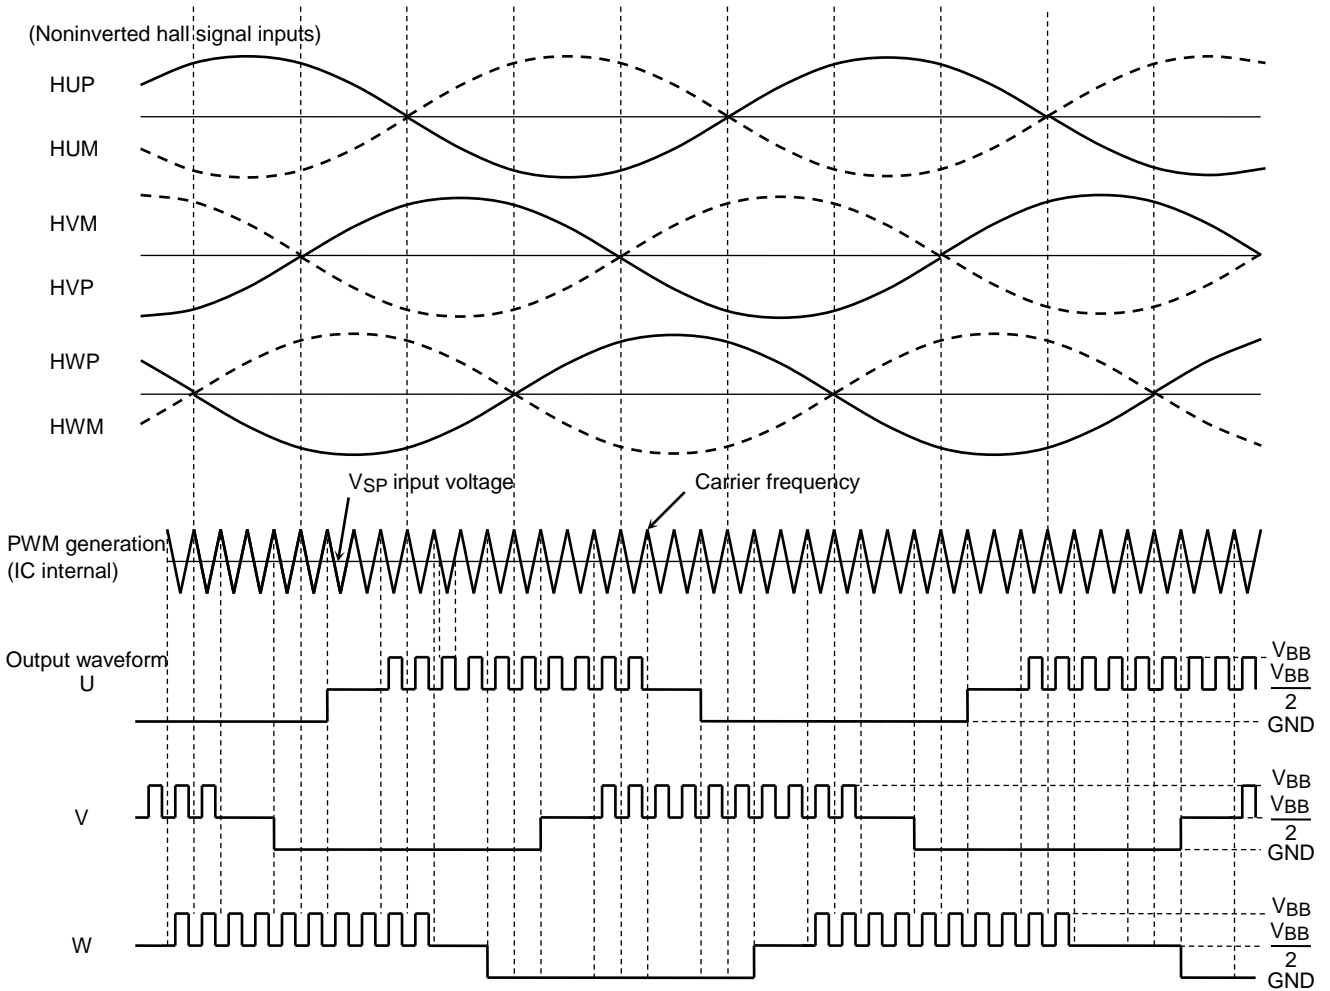 (Noninverted hall signal inputs)
HUP
HUM
HVM
HVP
HWP
HWM
VSP input voltage
Carrier frequency
PWM generation
(IC internal)
Output waveform
U
VBB
VBB
2
GND
V
VBB
VBB
2
GND
W
VBB
VBB
2
GND